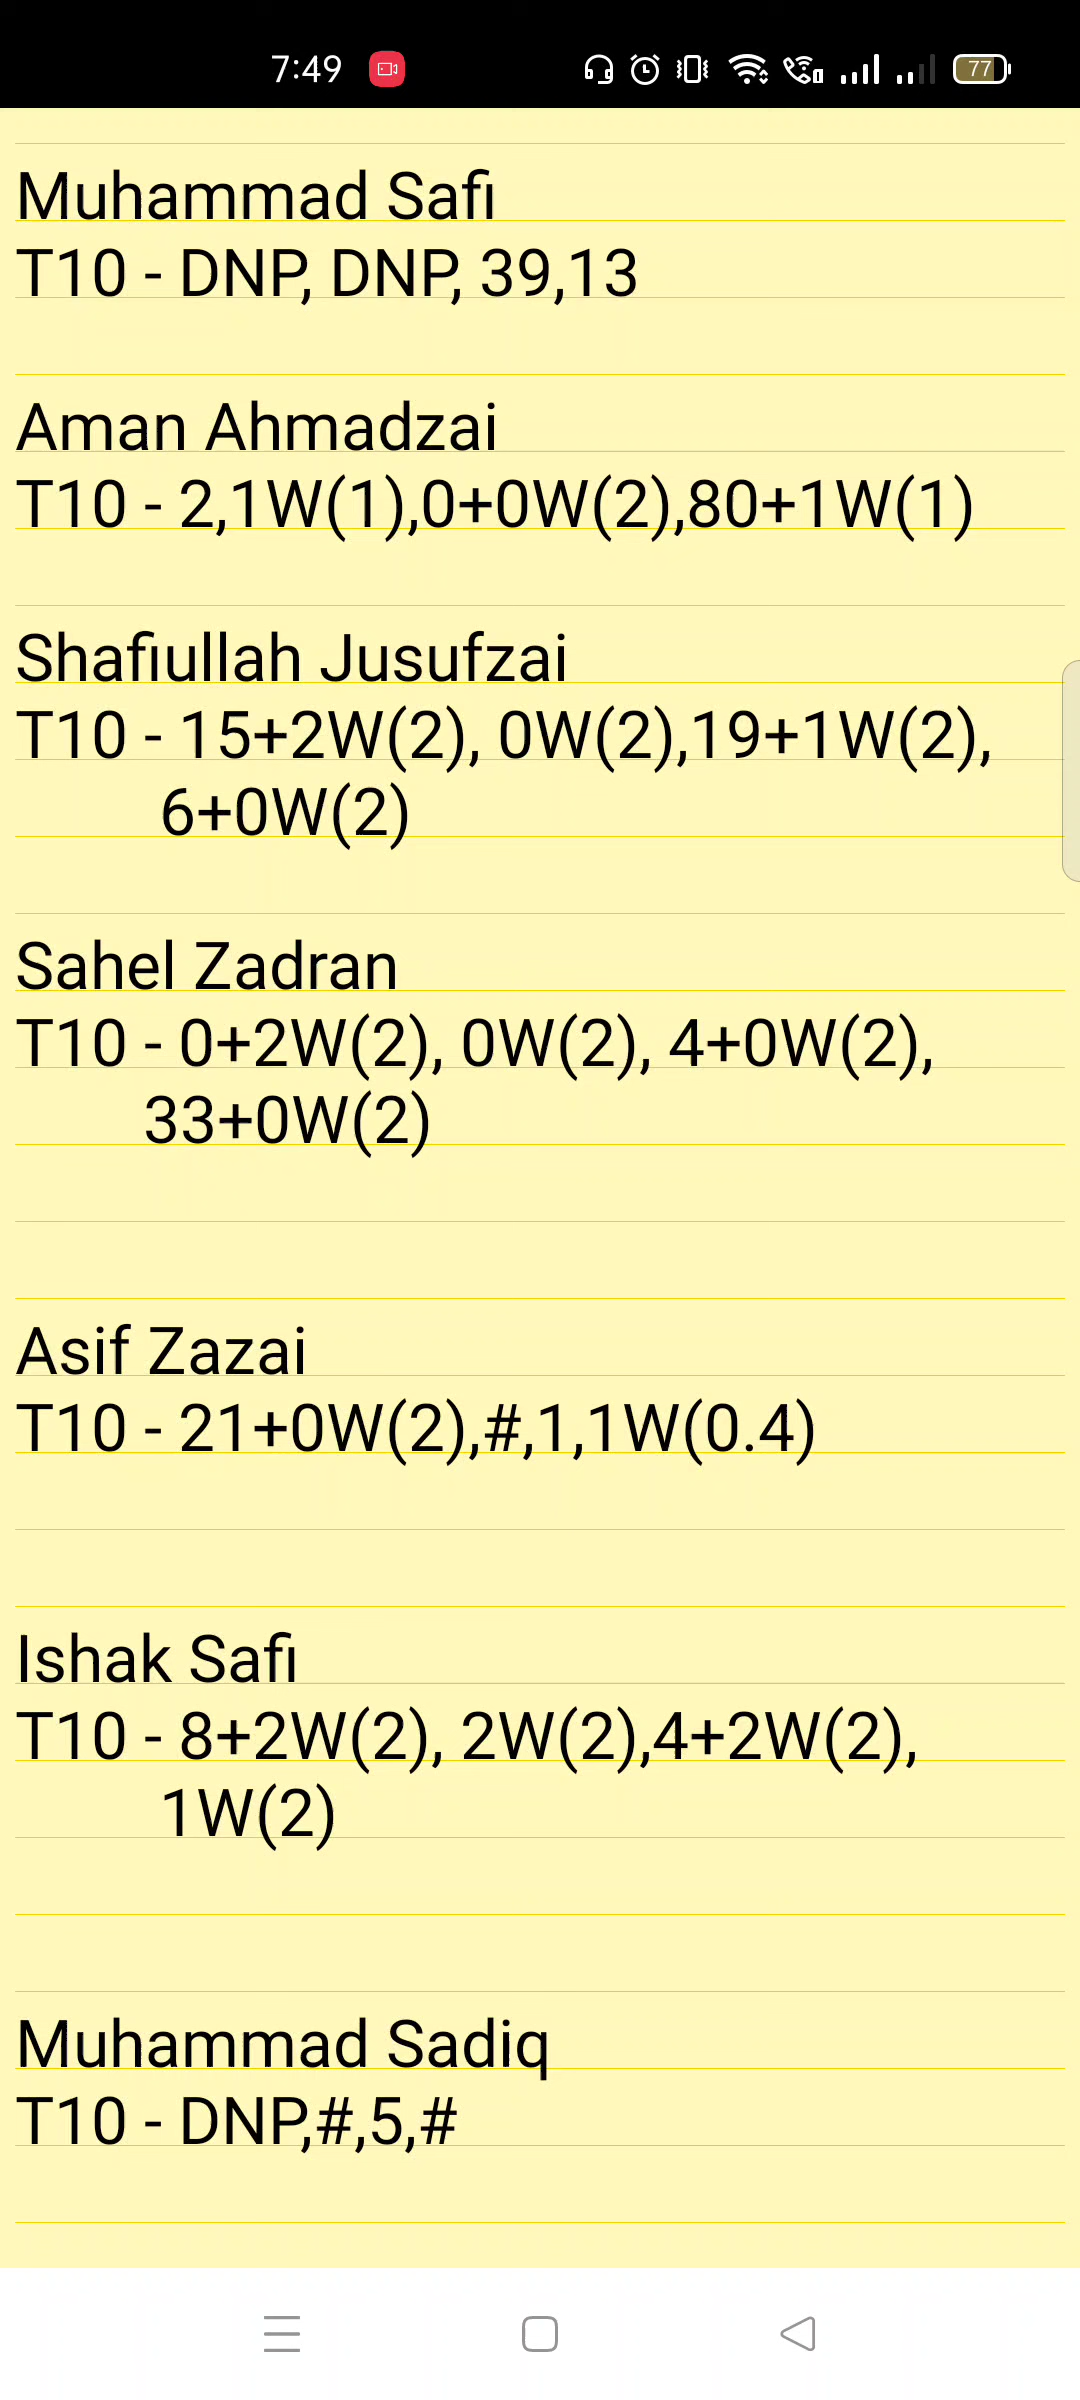 7:49
77
Muhammad Safi
T10 - DNP, DNP, 39,13
Aman Ahmadzai
T10 - 2,1W(1),0+0W(2),80+1W(1)
Shafiullah Jusufzai
T10 - 15+2W(2), 0W(2),19+1W(2),
6+0W(2)
Sahel Zadran
T10 - 0+2W(2), 0W(2), 4+0W(2),
33+0W(2)
Asif Zazai
T10 - 21+0W(2),#,1,1W(0.4)
Ishak Safi
T10 - 8+2W(2), 2W(2),4+2W(2),
1W(2)
Muhammad Sadiq
T10 - DNP,#,5,#